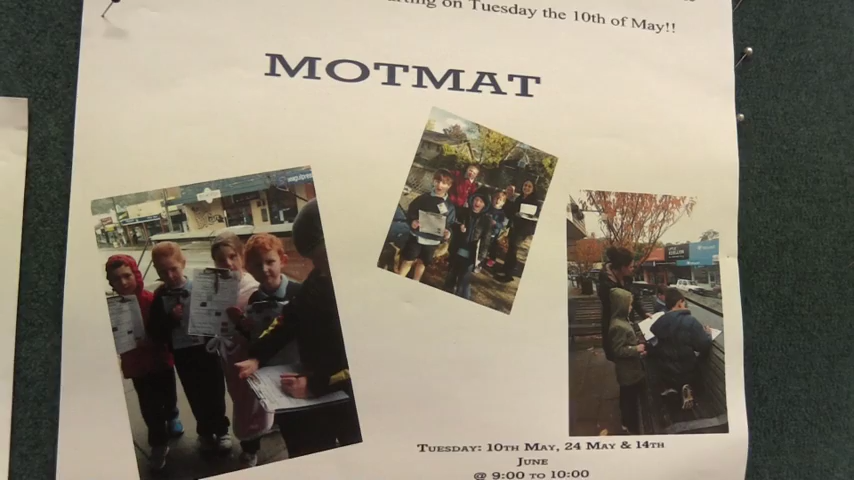 on Tuesday the 10th of May!!
MOTMAT
Tuesday: 10th May, 24 May & 14th
June
@ 9:00 to 10:00